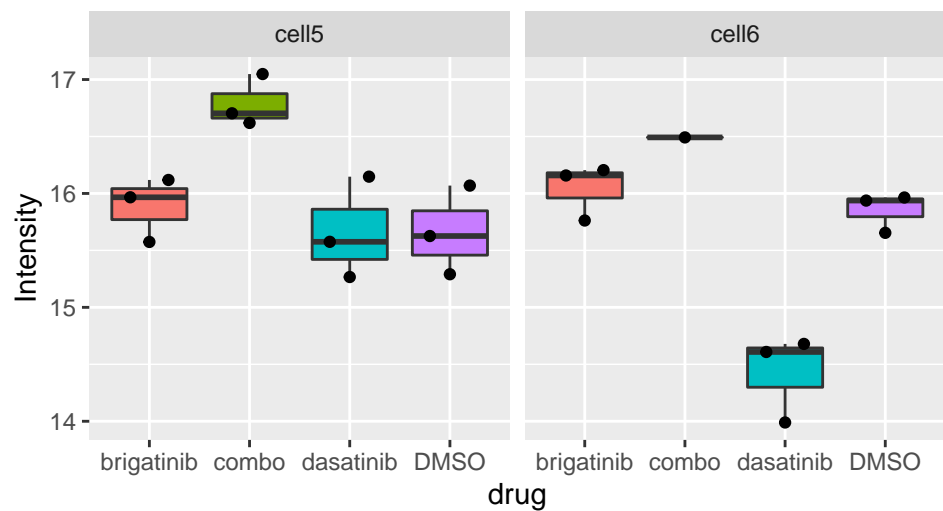 cell5 cell6
17
16
15
14
Intensity
brigatinib combo dasatinib DMSO brigatinib combo dasatinib DMSO
drug